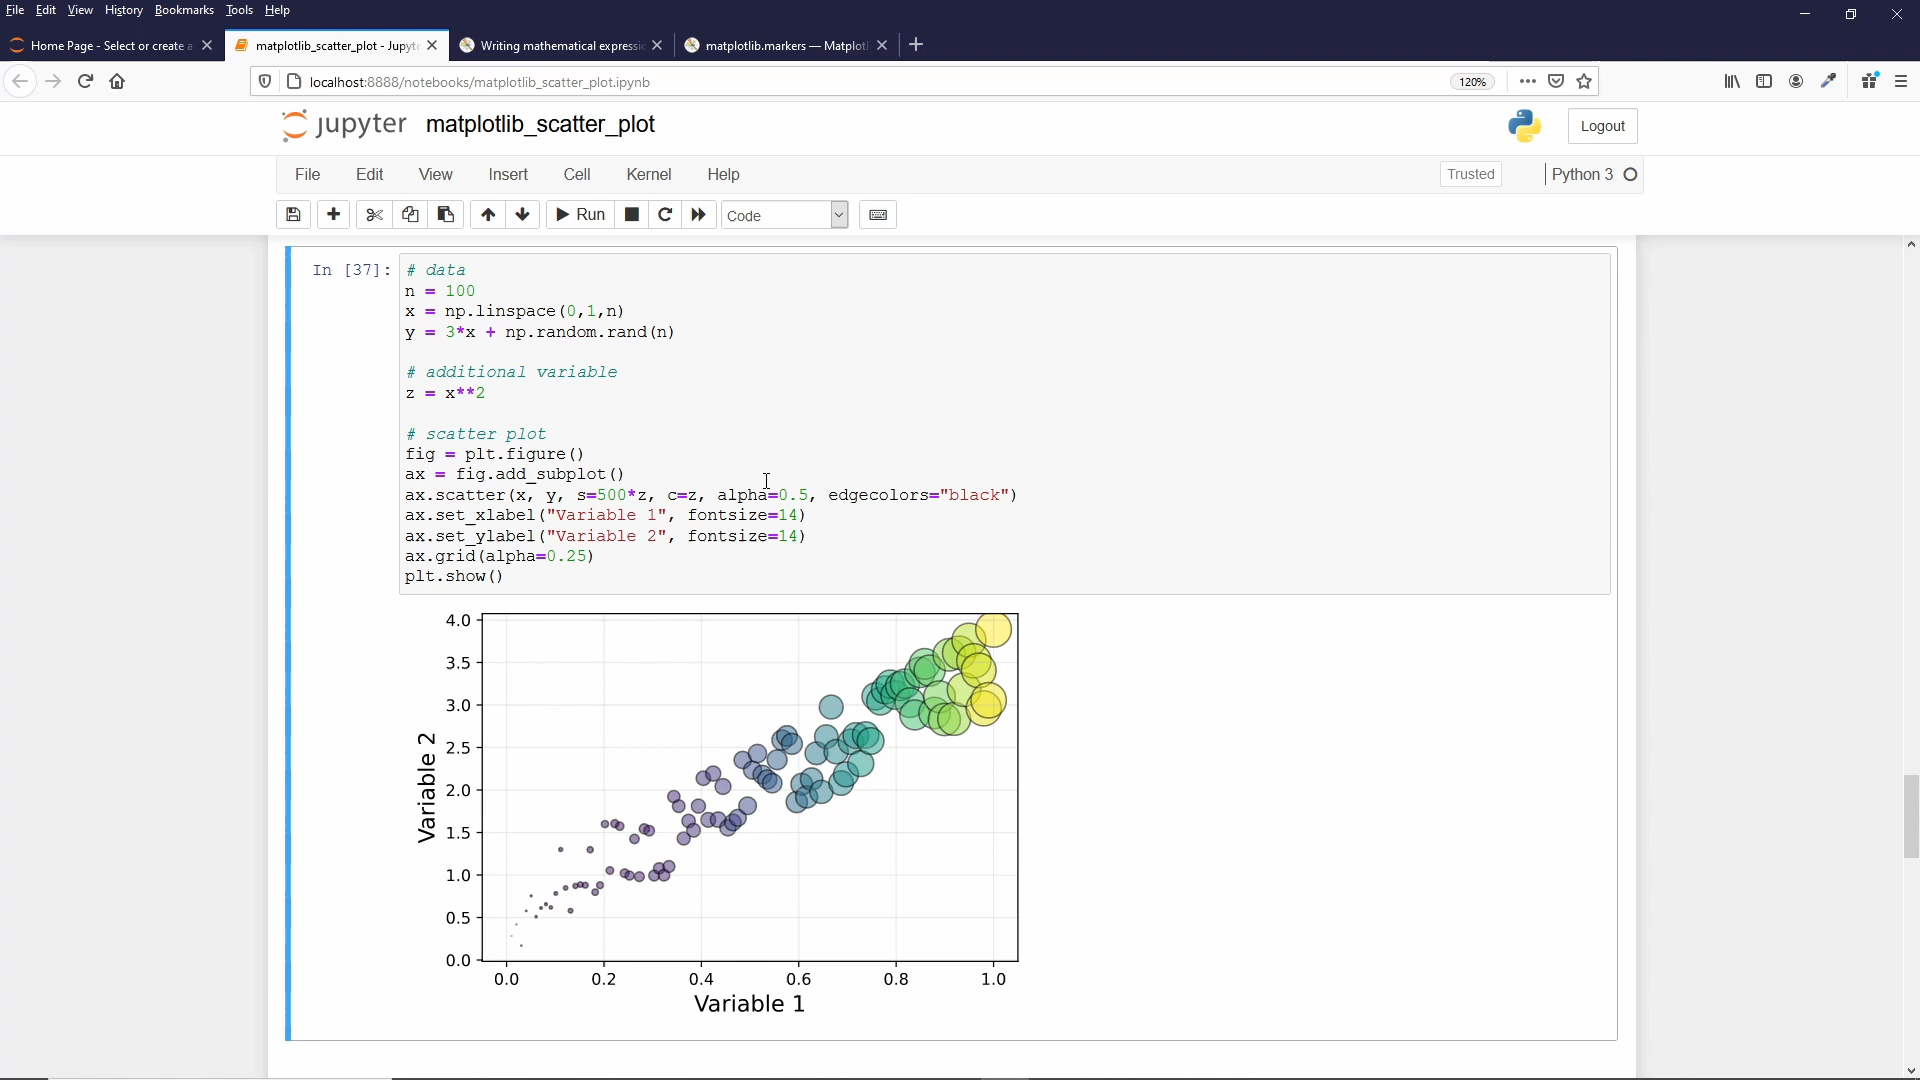 File Edit View History Bookmarks Tools Help
Home Page - Select or create a
matplotlib_scatter_plot - Jupyte
Writing mathematical expressio
matplotlib.markers — Matplotl
localhost:8888/notebooks/matplotlib_scatter_plot.ipynb
120%
jupyter matplotlib_scatter_plot
Logout
File Edit View Insert Cell Kernel Help
Trusted
Python 3
Run
Code
In [37]:
# data
n = 100
x = np.linspace(0,1,n)
y = 3*x + np.random.rand(n)
# additional variable
z = x**2
# scatter plot
fig = plt.figure()
ax = fig.add_subplot()
ax.scatter(x, y, s=500*z, c=z, alpha=0.5, edgecolors="black")
ax.set_xlabel("Variable 1", fontsize=14)
ax.set_ylabel("Variable 2", fontsize=14)
ax.grid(alpha=0.25)
plt.show()
4.0
3.5
3.0
2.5
2.0
1.5
1.0
0.5
0.0
Variable 2
0.0 0.2 0.4 0.6 0.8 1.0
Variable 1